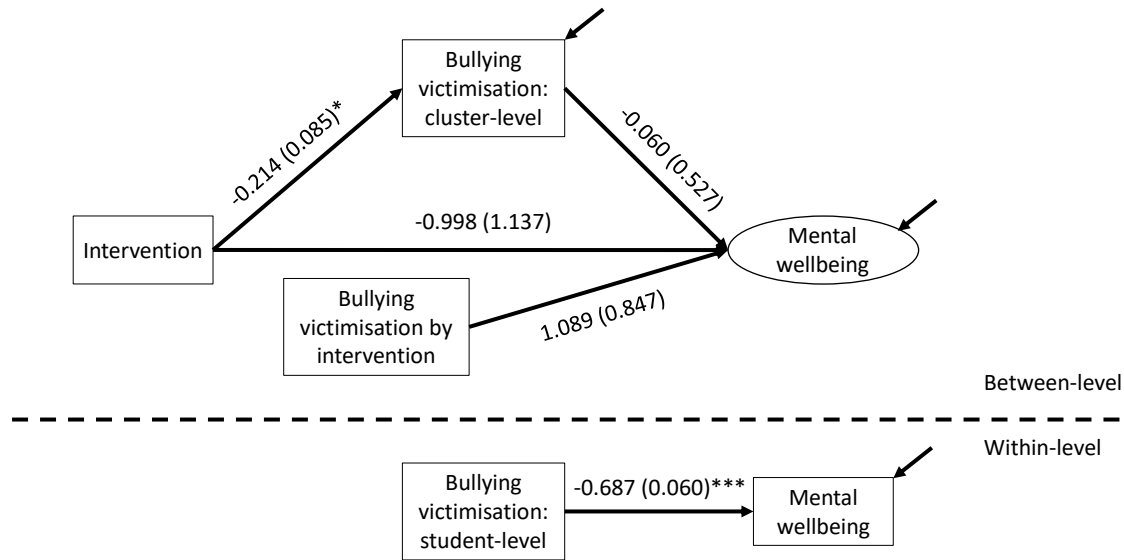 Bullying
victimisation:
cluster-level
-0.214 (0.085)*
-0.060 (0.527)
Intervention
-0.998 (1.137)
Mental
wellbeing
Bullying
victimisation by
intervention
1.089 (0.847)
Between-level
Within-level
Bullying
victimisation:
student-level
-0.687 (0.060)***
Mental
wellbeing